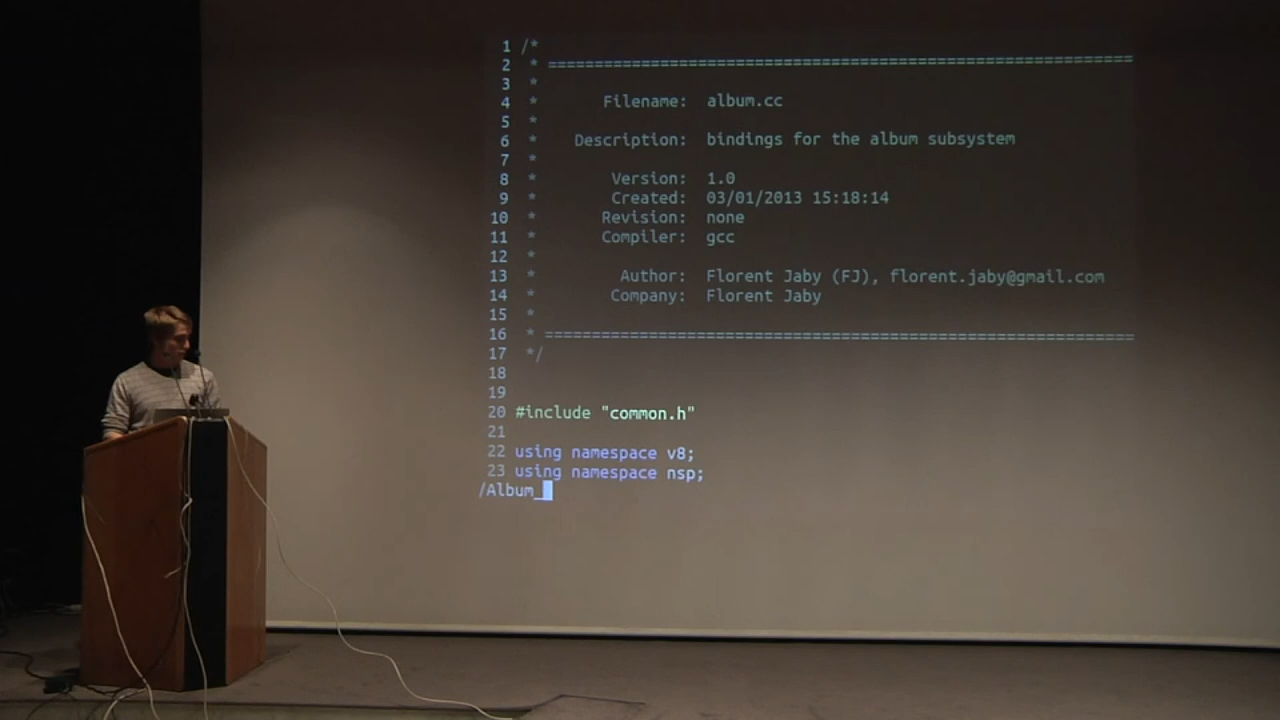 1 /*
2 * ===============================================================
3 *
4 * Filename: album.cc
5 *
6 * Description: bindings for the album subsystem
7 *
8 * Version: 1.0
9 * Created: 03/01/2013 15:18:14
10 * Revision: none
11 * Compiler: gcc
12 *
13 * Author: Florent Jaby (FJ), florent.jaby@gmail.com
14 * Company: Florent Jaby
15 *
16 * ===============================================================
17 */
18
19
20 #include "common.h"
21
22 using namespace v8;
23 using namespace nsp;
/Album_